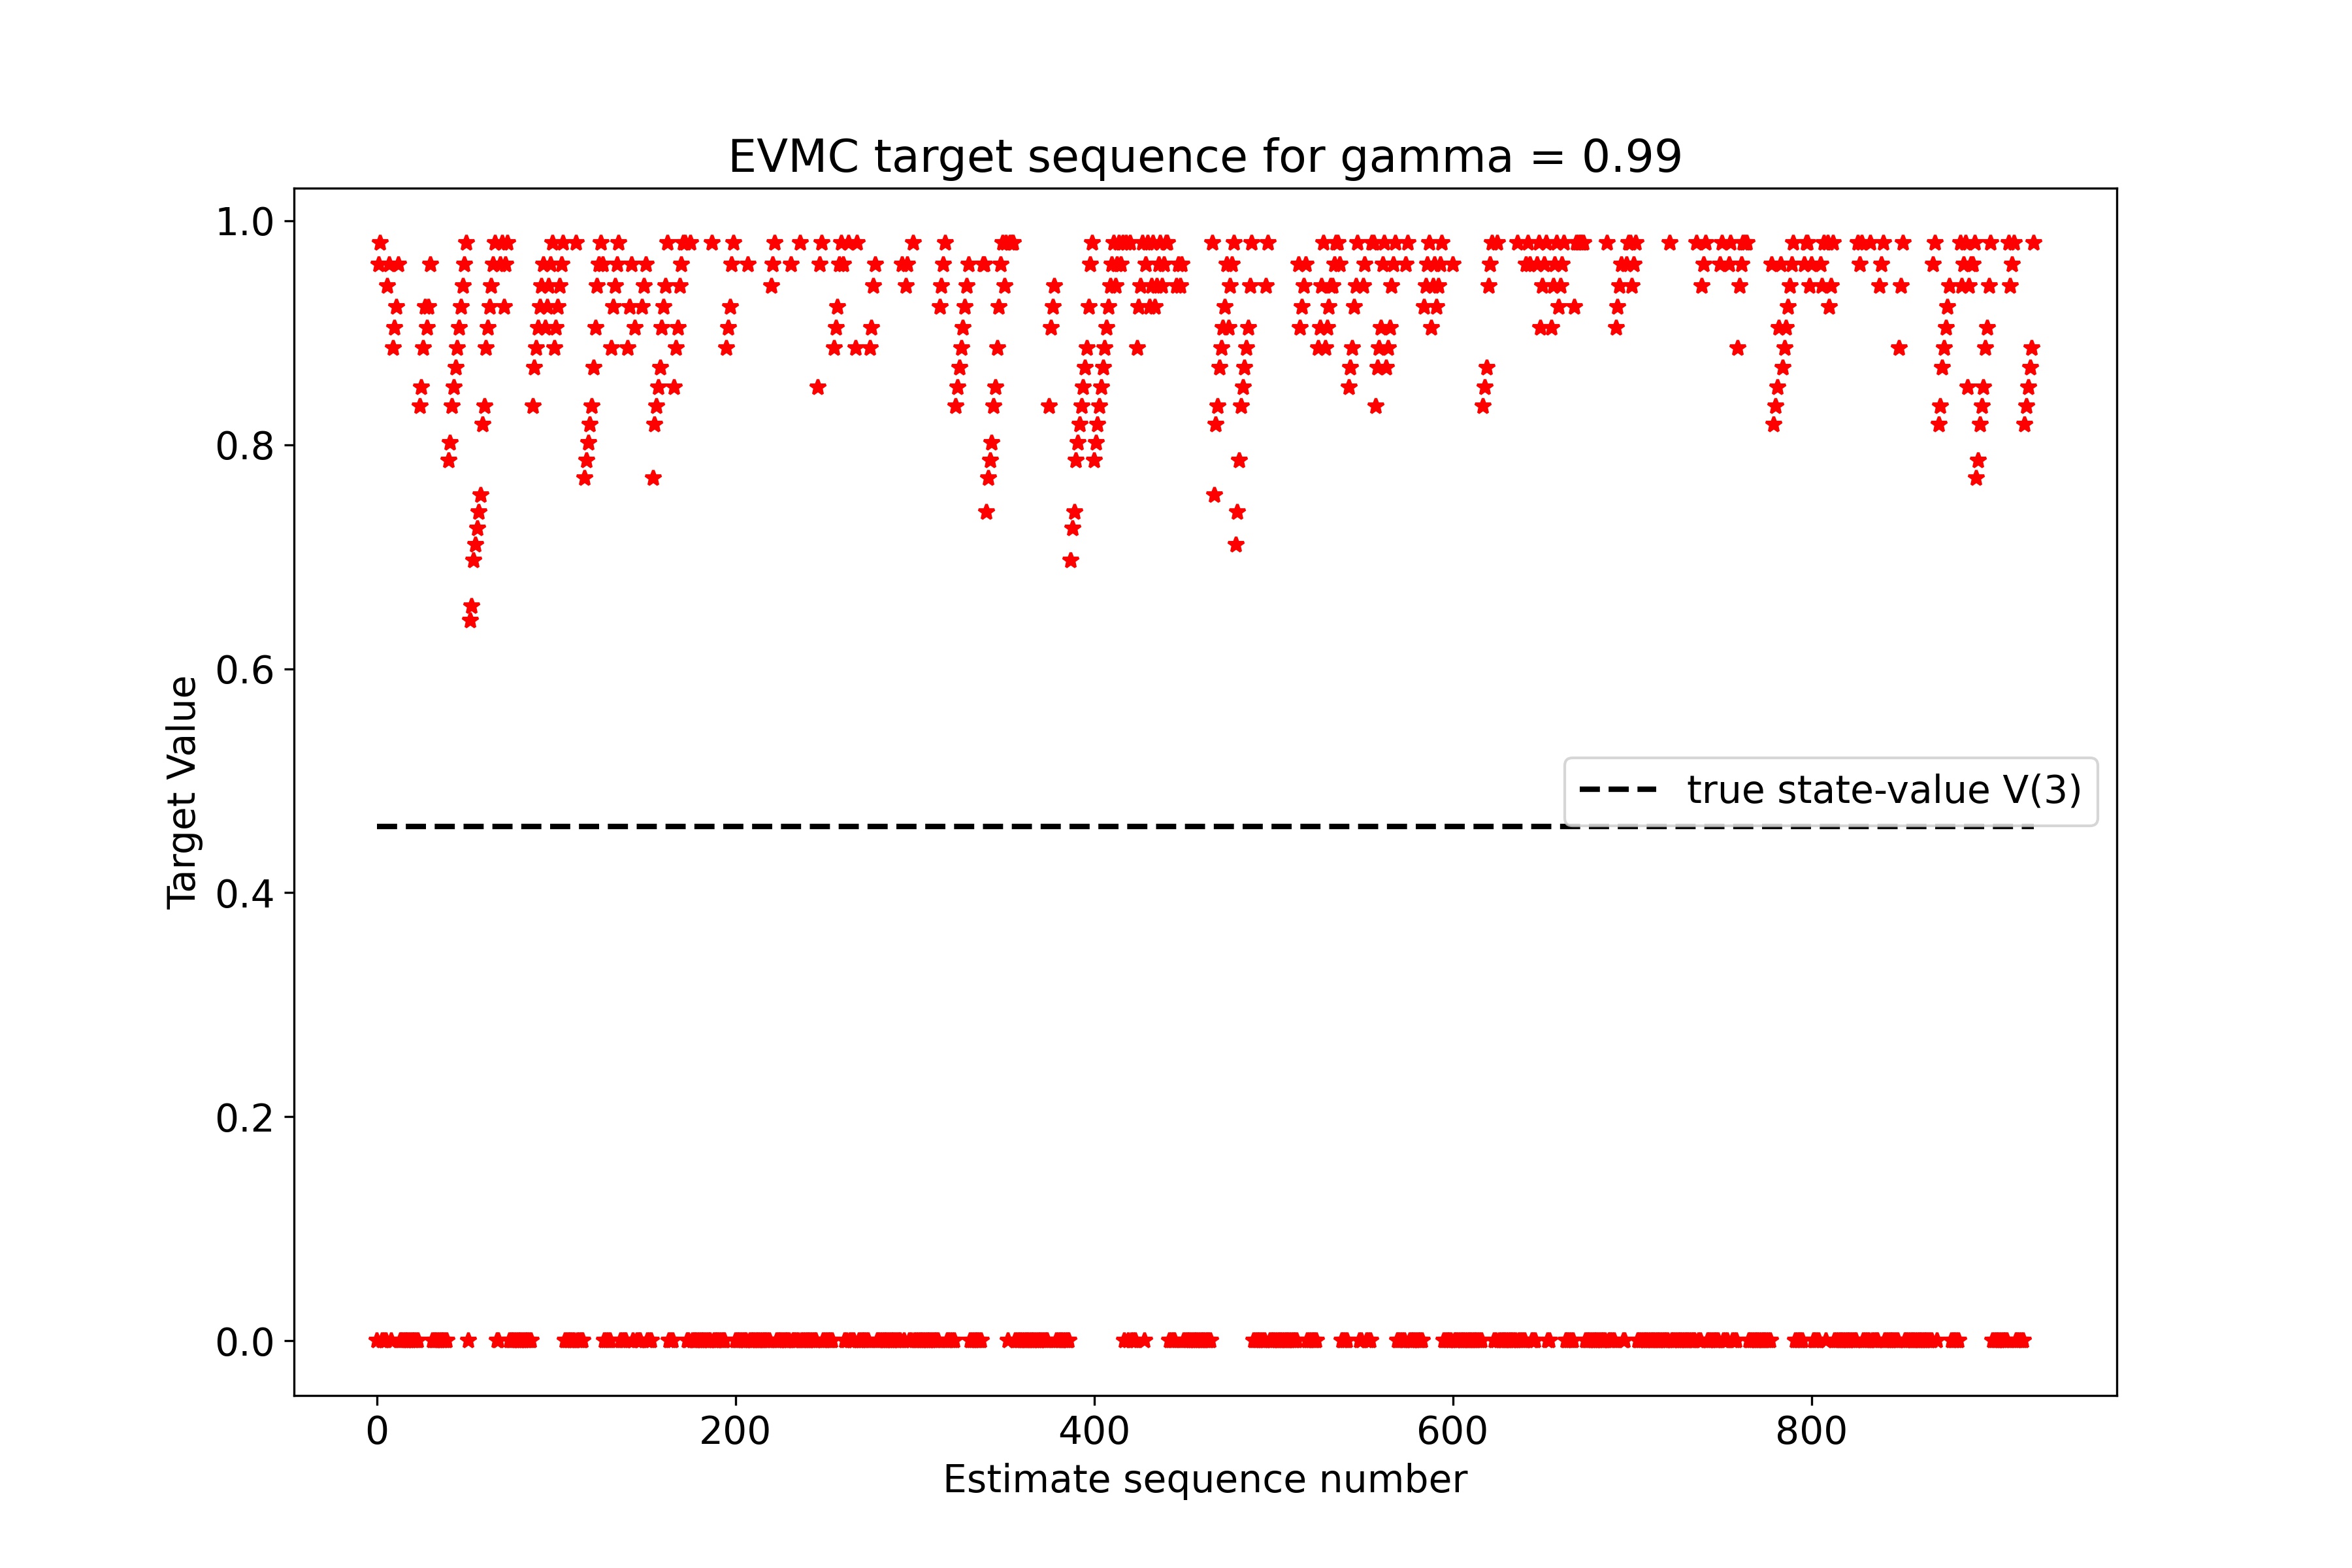 EVMC target sequence for gamma = 0.99
1.0
0.8
0.6
0.4
0.2
0.0
Target Value
true state-value V(3)
0 200 400 600 800
Estimate sequence number